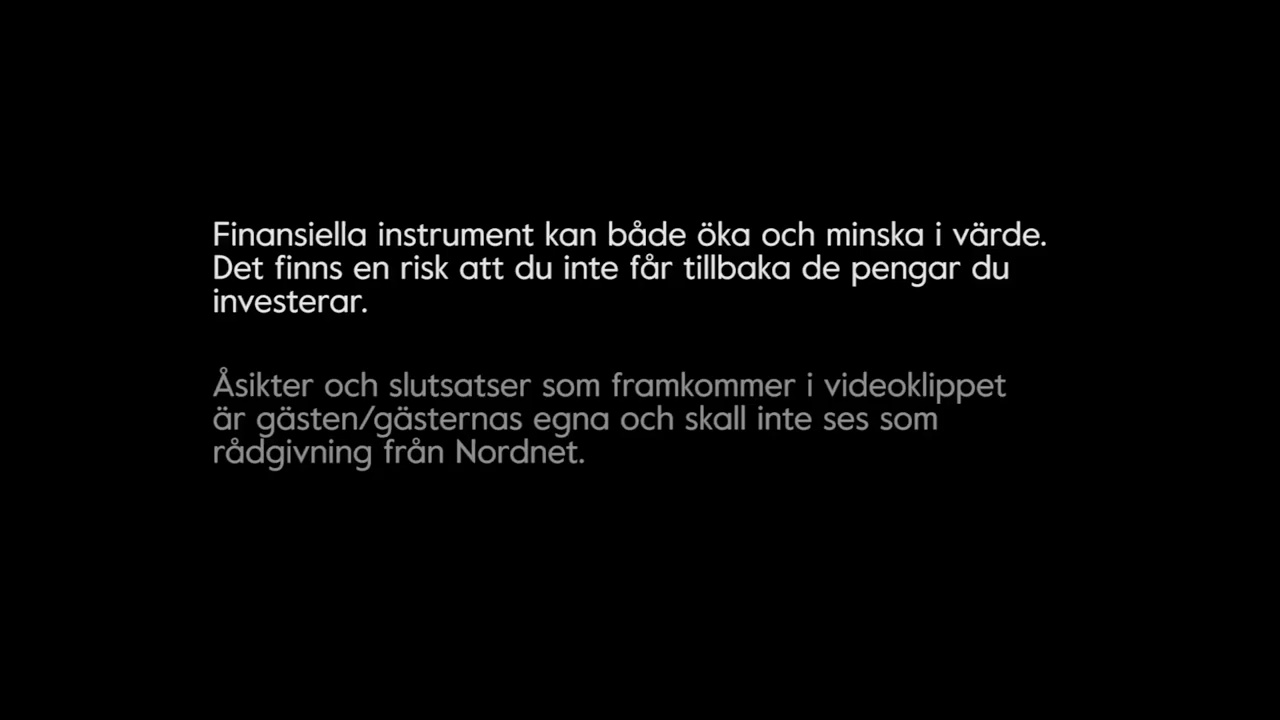 Finansiella instrument kan både öka och minska i värde.
Det finns en risk att du inte får tillbaka de pengar du
investerar.
Åsikter och slutsatser som framkommer i videoklippet
är gästen/gästernas egna och skall inte ses som
rådgivning från Nordnet.